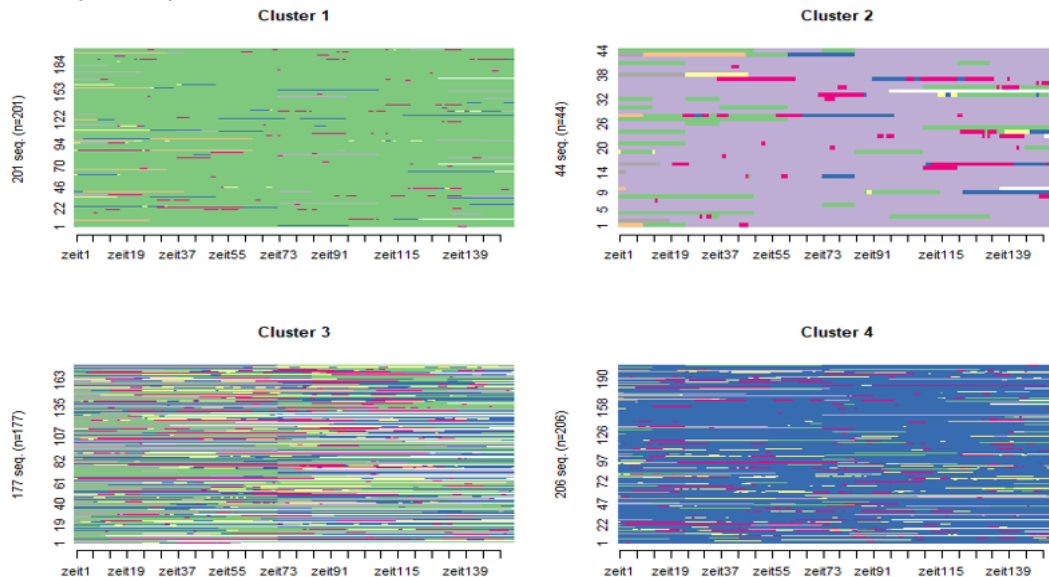 Cluster 1
201 seq. (n=201)
1 22 46 70 94 122 153 184
zeit1 zeit19 zeit37 zeit55 zeit73 zeit91 zeit115 zeit139
Cluster 2
44 seq. (n=44)
1 5 9 14 20 26 32 38 44
zeit1 zeit19 zeit37 zeit55 zeit73 zeit91 zeit115 zeit139
Cluster 3
177 seq. (n=177)
1 19 40 61 82 107 135 163
zeit1 zeit19 zeit37 zeit55 zeit73 zeit91 zeit115 zeit139
Cluster 4
206 seq. (n=206)
1 22 47 72 97 126 158 190
zeit1 zeit19 zeit37 zeit55 zeit73 zeit91 zeit115 zeit139